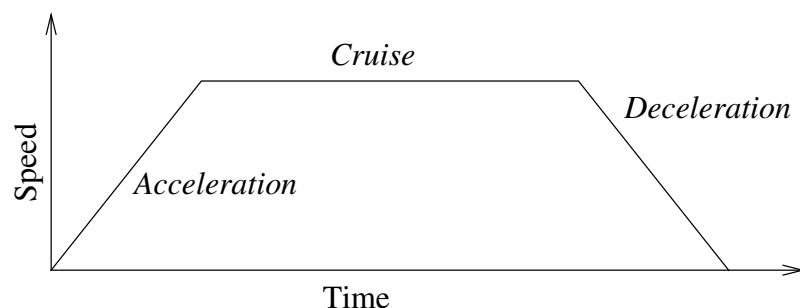 Cruise
Deceleration
Speed
Acceleration
Time